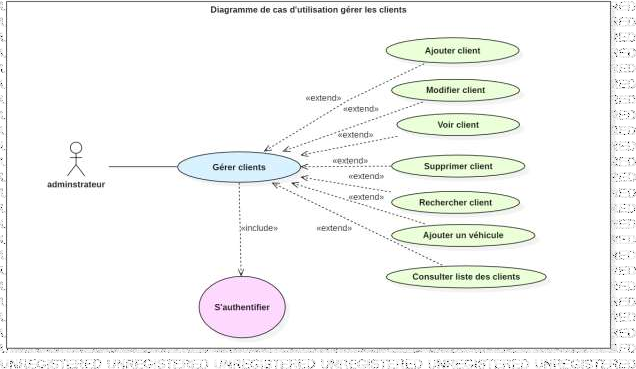 Diagramme de cas d'utilisation gérer les clients
Ajouter client
Modifier client
«extend»
«extend»
Voir client
«extend»
adminstrateur
Gérer clients
«extend»
Supprimer client
«extend»
Rechercher client
«extend»
«include»
«extend»
Ajouter un véhicule
Consulter liste des clients
S'authentifier